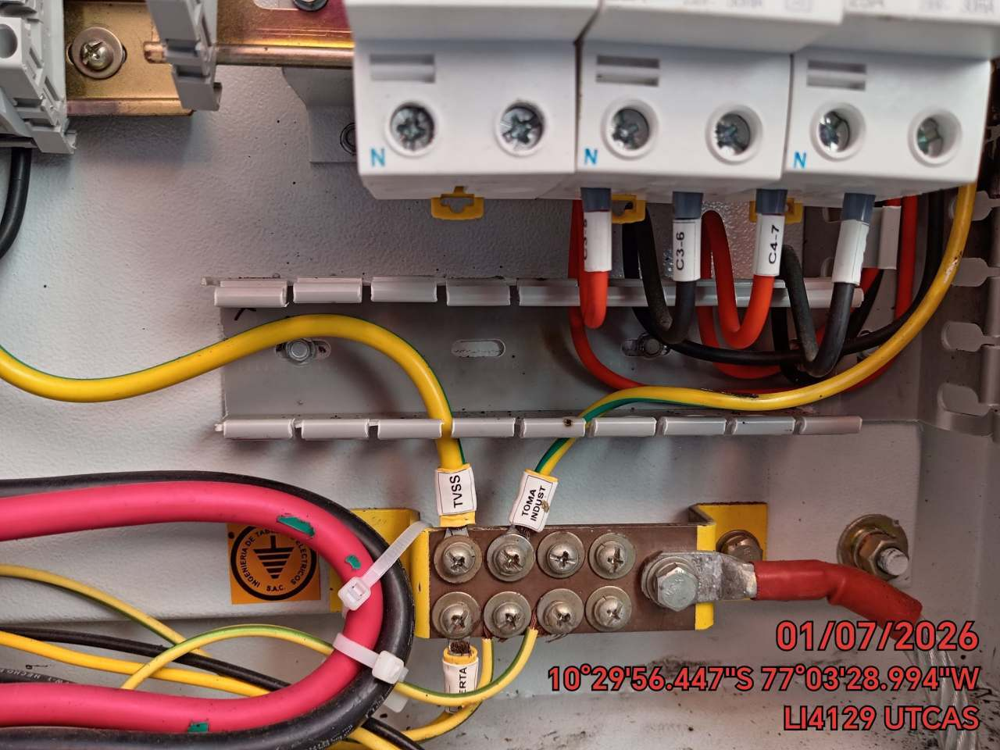 N
N
N
C3-6
C4-7
TVSS
TOMA
INDUST
INGENIERIA DE TABLEROS ELECTRICOS
S.A.C.
HECHO
01/07/2026
10°29'56.447"S 77°03'28.994"W
LI4129 UTCAS